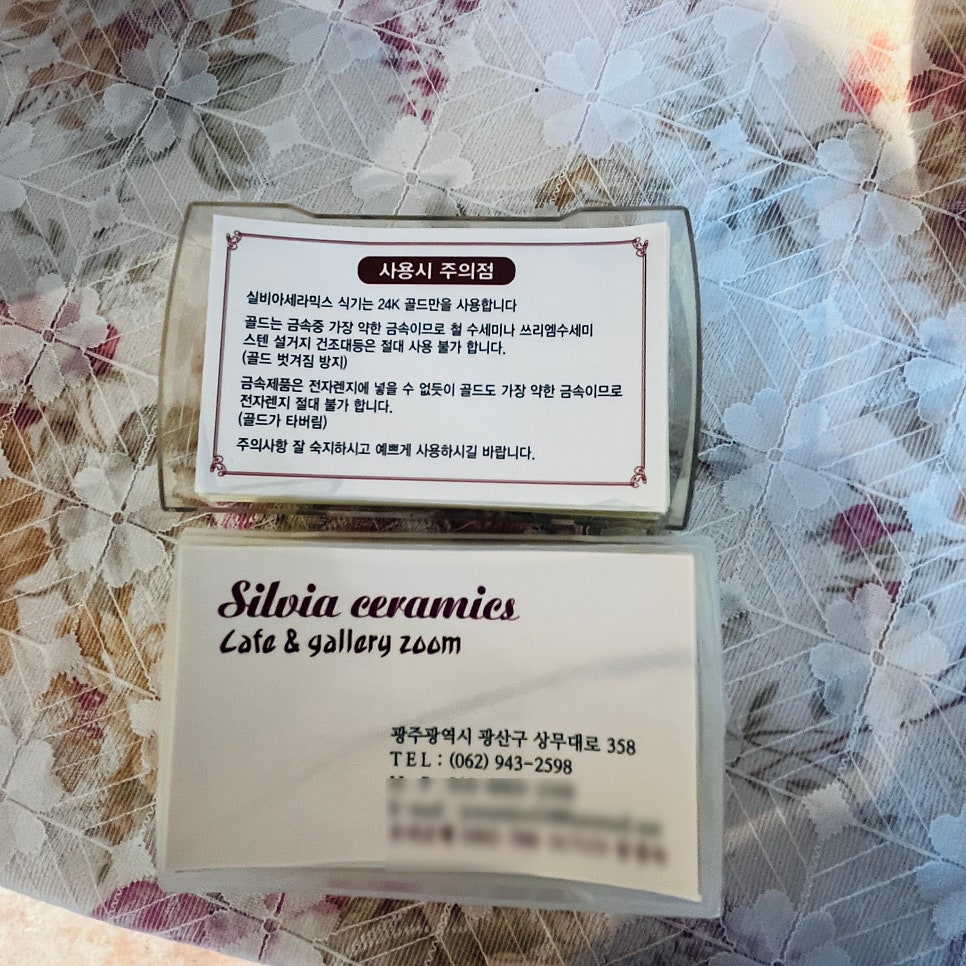 사용시 주의점
실비아세라믹스 식기는 24K 골드만을 사용합니다
골드는 금속중 가장 약한 금속이므로 철 수세미나 쓰리엠수세미
스텐 설거지 건조대등은 절대 사용 불가 합니다.
(골드 벗겨짐 방지)
금속제품은 전자렌지에 넣을 수 없듯이 골드도 가장 약한 금속이므로
전자렌지 절대 불가 합니다.
(골드가 타버림)
주의사항 잘 숙지하시고 예쁘게 사용하시길 바랍니다.
Silvia ceramics
Cafe & gallery zoom
광주광역시 광산구 상무대로 358
TEL : (062) 943-2598